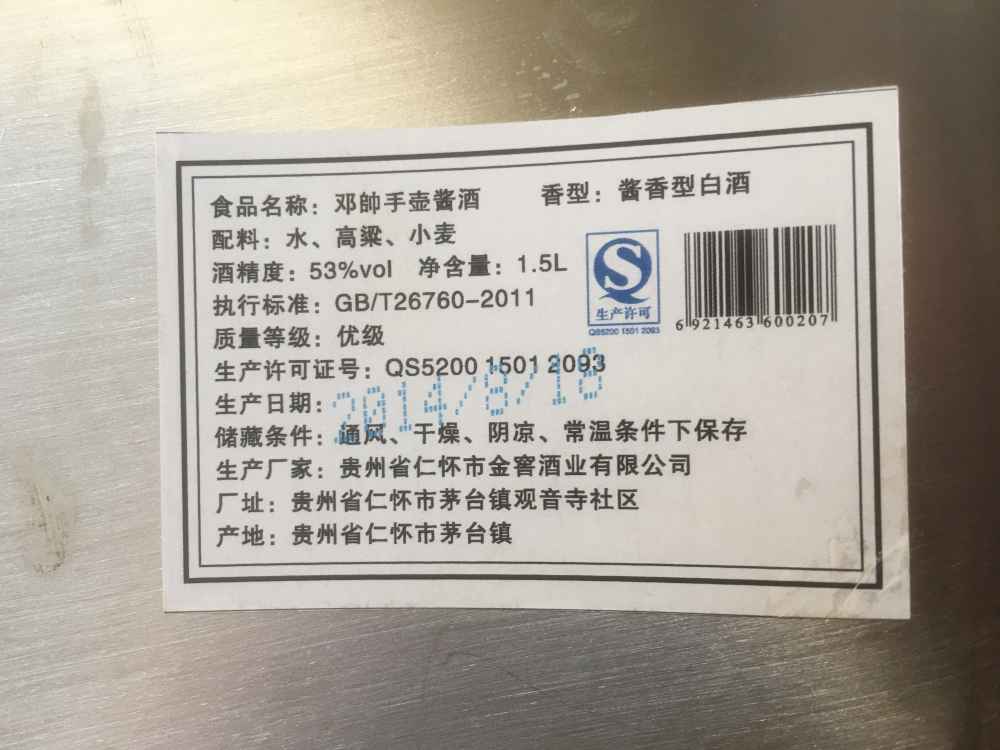 食品名称：邓帥手壶酱酒 香型：酱香型白酒
配料：水、高粱、小麦
酒精度：53%vol 净含量：1.5L
执行标准：GB/T26760-2011
质量等级：优级
生产许可证号：QS5200 1501 2093
生产日期：2014/8/18
储藏条件：通风、干燥、阴凉、常温条件下保存
生产厂家：贵州省仁怀市金窖酒业有限公司
厂址：贵州省仁怀市茅台镇观音寺社区
产地：贵州省仁怀市茅台镇
生产许可
QS5200 1501 2093
6 921463 600207